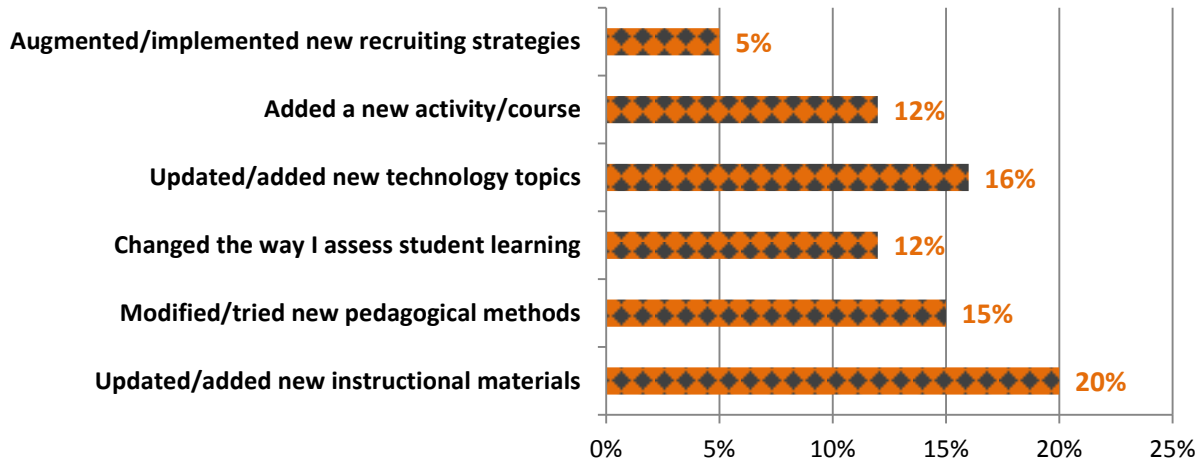 Augmented/implemented new recruiting strategies 5%
Added a new activity/course 12%
Updated/added new technology topics 16%
Changed the way I assess student learning 12%
Modified/tried new pedagogical methods 15%
Updated/added new instructional materials 20%
0% 5% 10% 15% 20% 25%